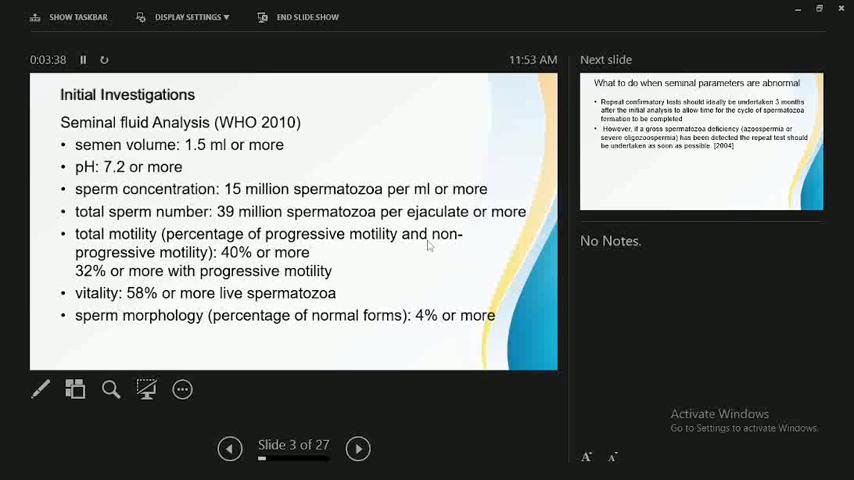 SHOW TASKBAR
DISPLAY SETTINGS ▼
END SLIDE SHOW
0:03:38
11:53 AM
Initial Investigations
Seminal fluid Analysis (WHO 2010)
• semen volume: 1.5 ml or more
• pH: 7.2 or more
• sperm concentration: 15 million spermatozoa per ml or more
• total sperm number: 39 million spermatozoa per ejaculate or more
• total motility (percentage of progressive motility and non-
progressive motility): 40% or more
32% or more with progressive motility
• vitality: 58% or more live spermatozoa
• sperm morphology (percentage of normal forms): 4% or more
Slide 3 of 27
Next slide
What to do when seminal parameters are abnormal
• Repeat confirmatory tests should ideally be undertaken 3 months
after the initial analysis to allow time for the cycle of spermatozoa
formation to be completed
• However, if a gross spermatozoa deficiency (azoospermia or
severe oligozoospermia) has been detected the repeat test should
be undertaken as soon as possible. [2004]
No Notes.
Activate Windows
Go to Settings to activate Windows.
A A